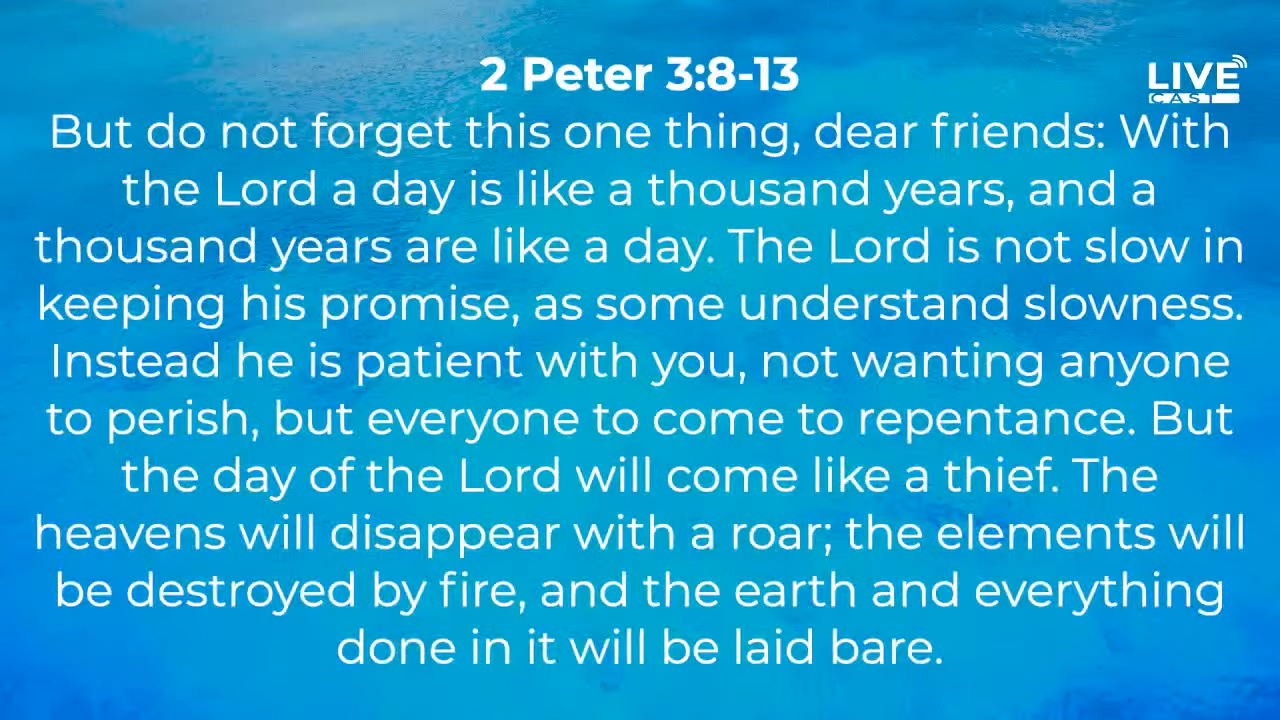 2 Peter 3:8-13
LIVE
CAST
But do not forget this one thing, dear friends: With
the Lord a day is like a thousand years, and a
thousand years are like a day. The Lord is not slow in
keeping his promise, as some understand slowness.
Instead he is patient with you, not wanting anyone
to perish, but everyone to come to repentance. But
the day of the Lord will come like a thief. The
heavens will disappear with a roar; the elements will
be destroyed by fire, and the earth and everything
done in it will be laid bare.